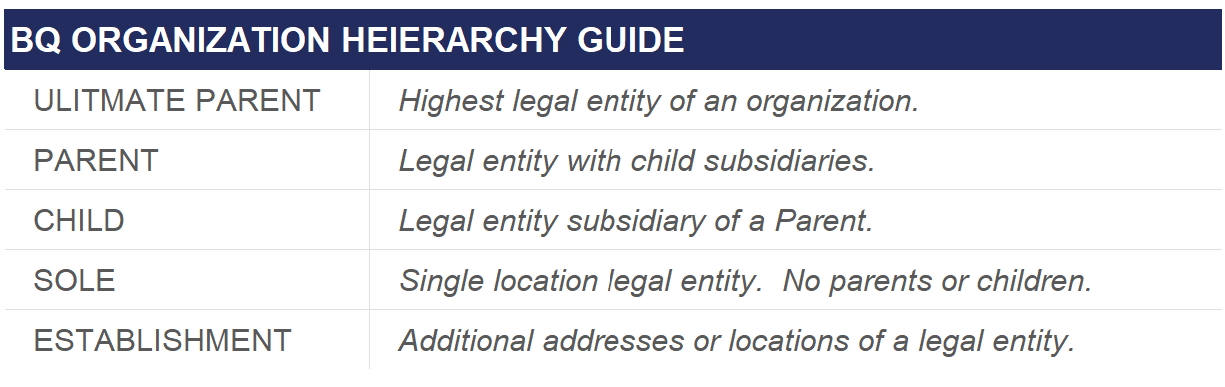 BQ ORGANIZATION HEIERARCHY GUIDE
ULITMATE PARENT Highest legal entity of an organization.
PARENT Legal entity with child subsidiaries.
CHILD Legal entity subsidiary of a Parent.
SOLE Single location legal entity.  No parents or children.
ESTABLISHMENT Additional addresses or locations of a legal entity.